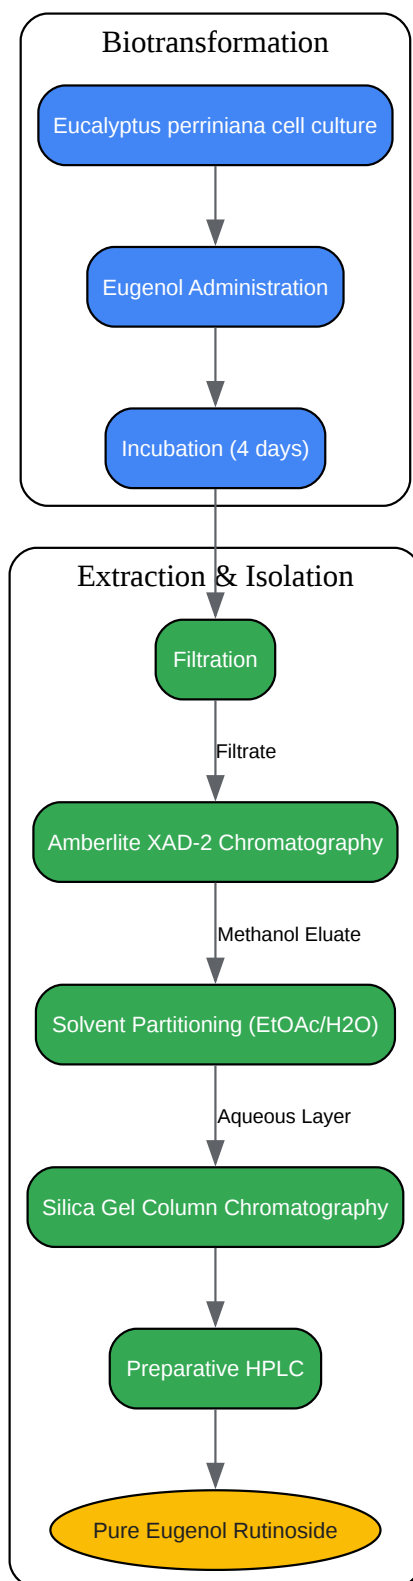 Biotransformation
Eucalyptus perriniana cell culture
Eugenol Administration
Incubation (4 days)
Extraction & Isolation
Filtration
Filtrate
Amberlite XAD-2 Chromatography
Methanol Eluate
Solvent Partitioning (EtOAc/H2O)
Aqueous Layer
Silica Gel Column Chromatography
Preparative HPLC
Pure Eugenol Rutinoside